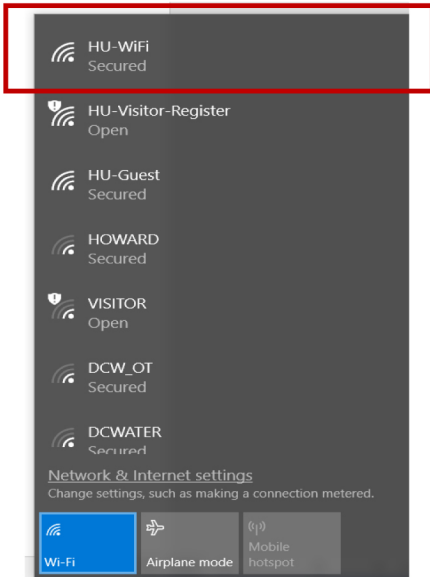 HU-WiFi
Secured
HU-Visitor-Register
Open
HU-Guest
Secured
HOWARD
Secured
VISITOR
Open
DCW_OT
Secured
DCWATER
Secured
Network & Internet settings
Change settings, such as making a connection metered.
Wi-Fi
Airplane mode
Mobile
hotspot